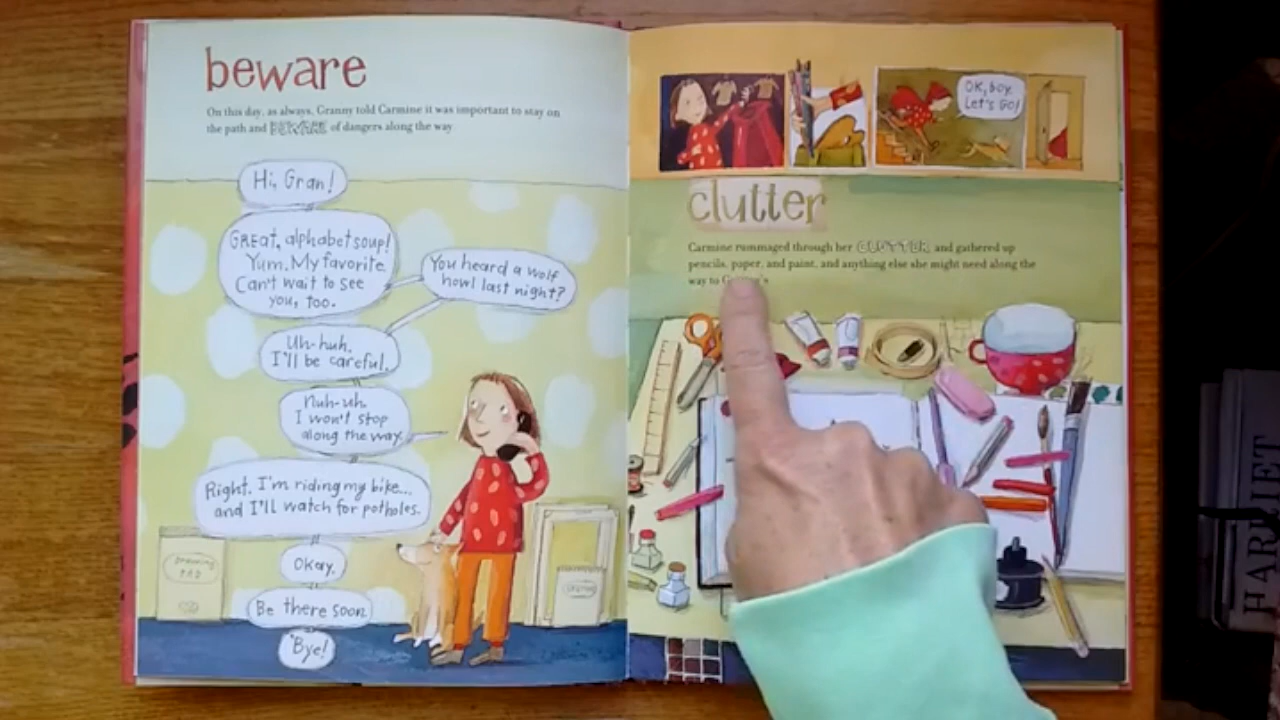 beware
On this day, as always, Granny told Carmine it was important to stay on
the path and BEWARE of dangers along the way
Hi, Gran!
GREAT, alphabet soup!
Yum. My favorite.
Can't wait to see
you, too.
You heard a wolf
howl last night?
Uh-huh.
I'll be careful.
Nuh-uh.
I won't stop
along the way.
Right. I'm riding my bike...
and I'll watch for potholes.
Okay.
Be there soon.
'Bye!
DRAWING
PAD
OK, boy.
Let's Go!
clutter
Carmine rummaged through her CLUTTER and gathered up
pencils, paper, and paint, and anything else she might need along the
way to
HARRIET